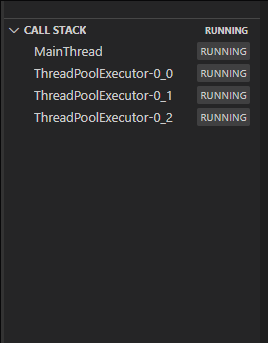 CALL STACK RUNNING
MainThread RUNNING
ThreadPoolExecutor-0_0 RUNNING
ThreadPoolExecutor-0_1 RUNNING
ThreadPoolExecutor-0_2 RUNNING